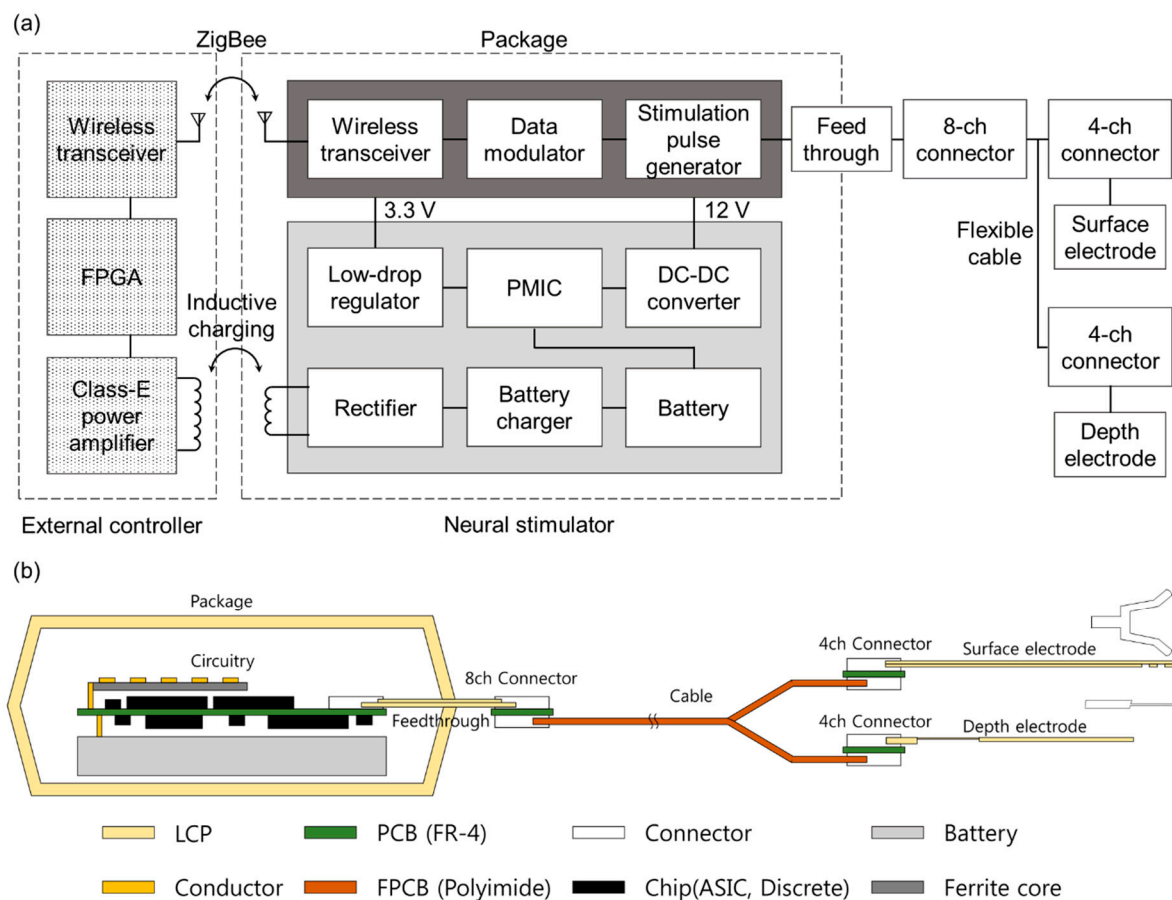 (a)
ZigBee
Package
Wireless
transceiver
Wireless
transceiver
Data
modulator
Stimulation
pulse
generator
Feed
through
8-ch
connector
4-ch
connector
3.3 V
12 V
Surface
electrode
Flexible
cable
FPGA
Low-drop
regulator
PMIC
DC-DC
converter
Inductive
charging
4-ch
connector
Class-E
power
amplifier
Rectifier
Battery
charger
Battery
Depth
electrode
External controller
Neural stimulator
(b)
Package
Circuitry
8ch Connector
Feedthrough
Cable
4ch Connector
Surface electrode
4ch Connector
Depth electrode
LCP
PCB (FR-4)
Connector
Battery
Conductor
FPCB (Polyimide)
Chip(ASIC, Discrete)
Ferrite core